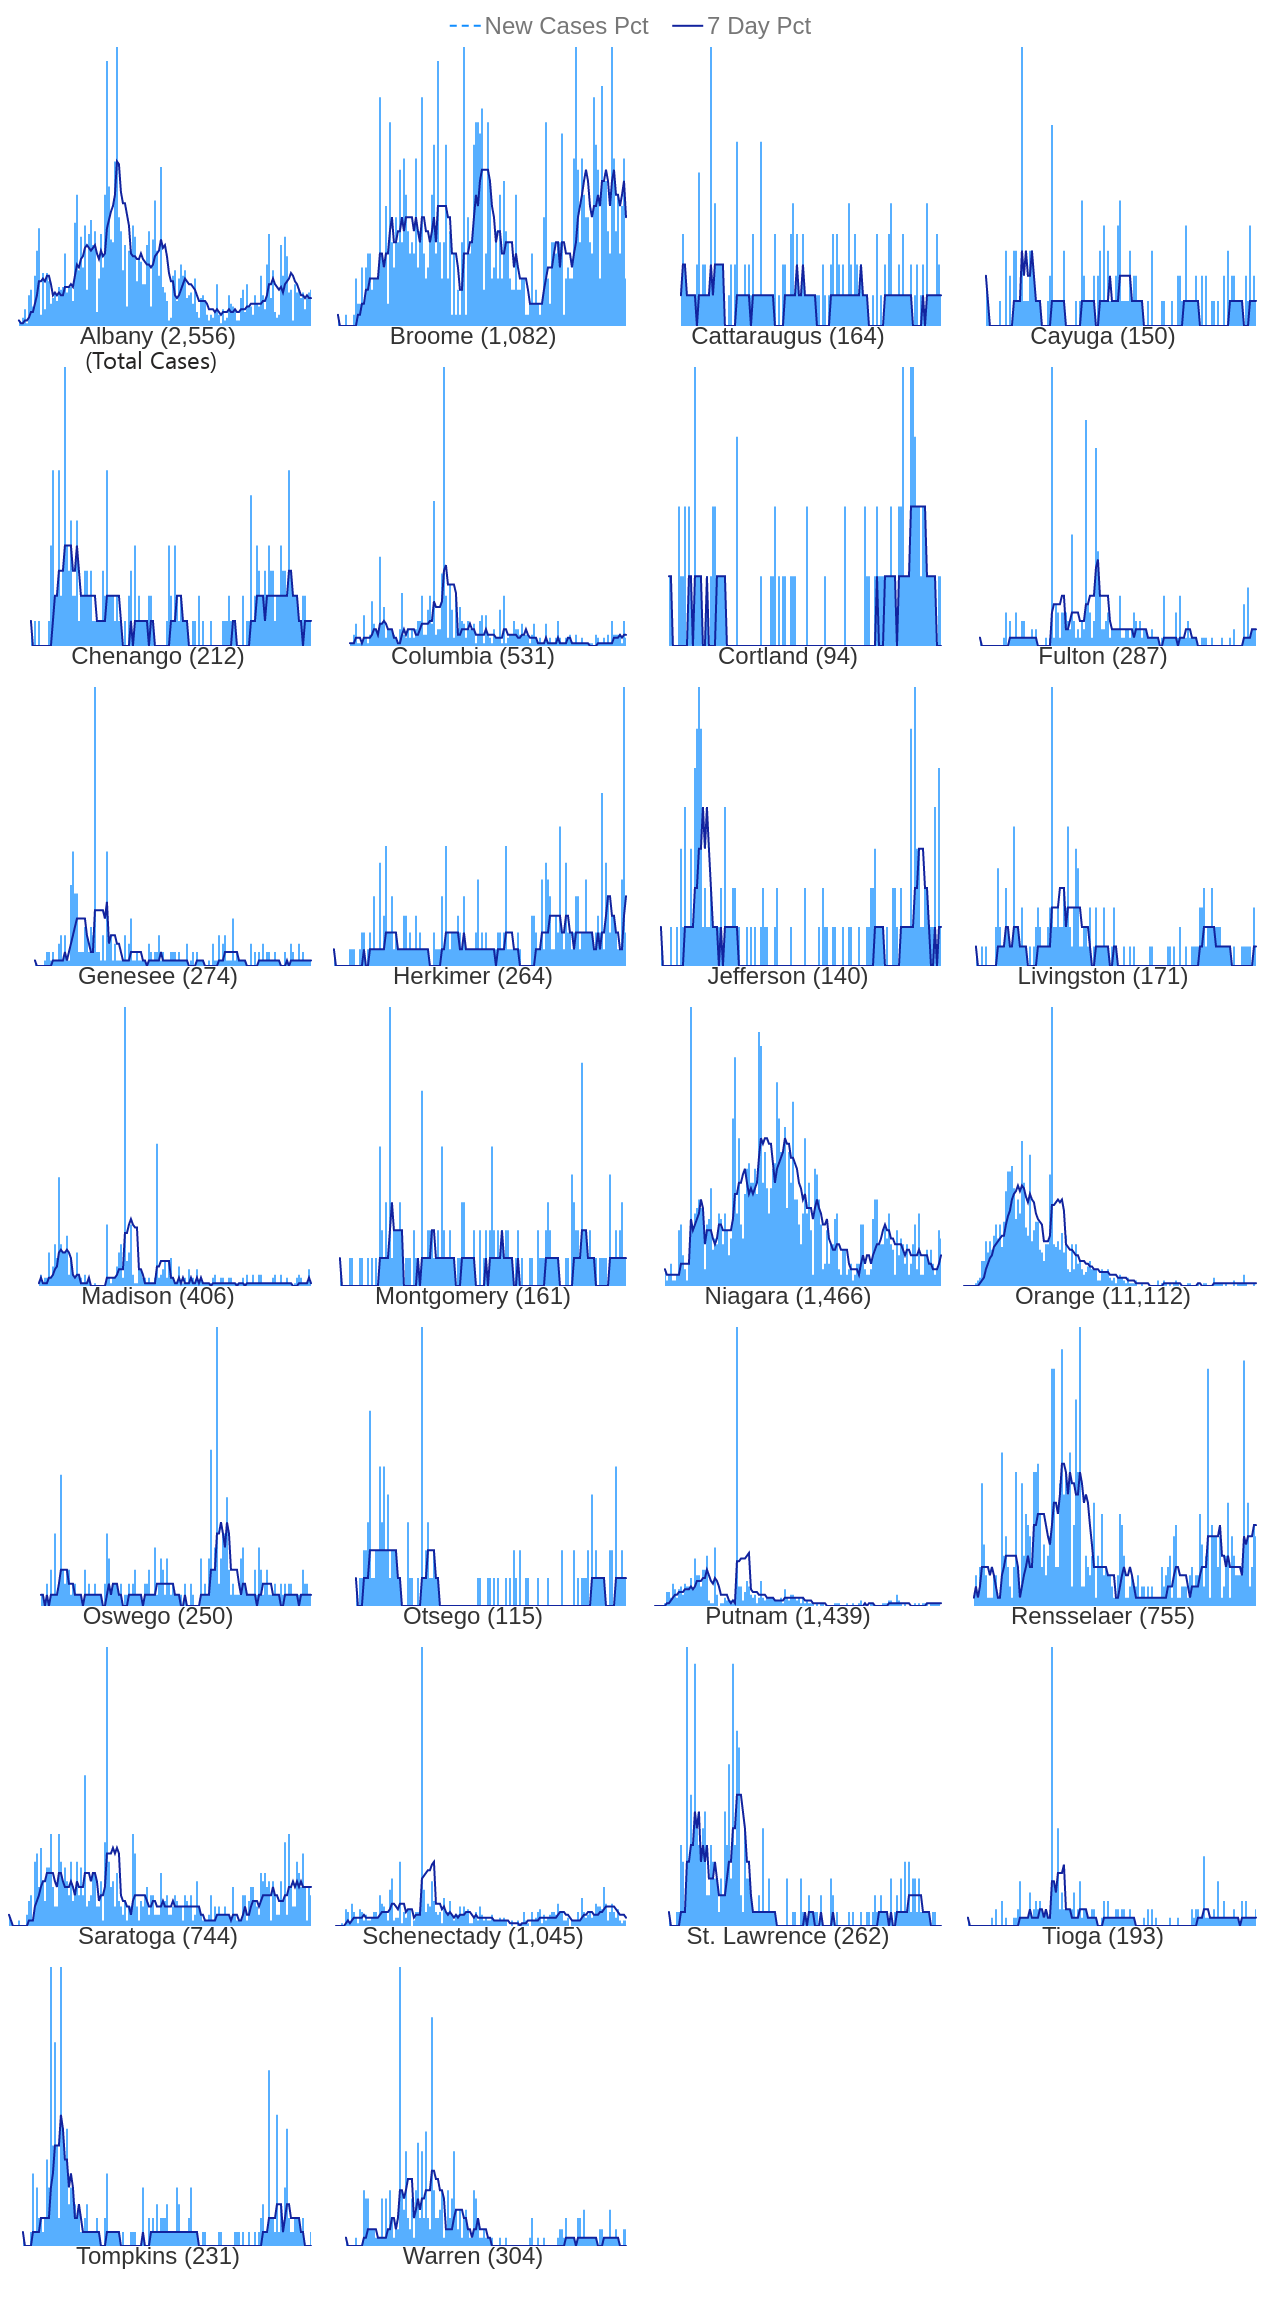 New Cases Pct 7 Day Pct
Albany (2,556) Broome (1,082) Cattaraugus (164) Cayuga (150)
(Total Cases)
Chenango (212) Columbia (531) Cortland (94) Fulton (287)
Genesee (274) Herkimer (264) Jefferson (140) Livingston (171)
Madison (406) Montgomery (161) Niagara (1,466) Orange (11,112)
Oswego (250) Otsego (115) Putnam (1,439) Rensselaer (755)
Saratoga (744) Schenectady (1,045) St. Lawrence (262) Tioga (193)
Tompkins (231) Warren (304)